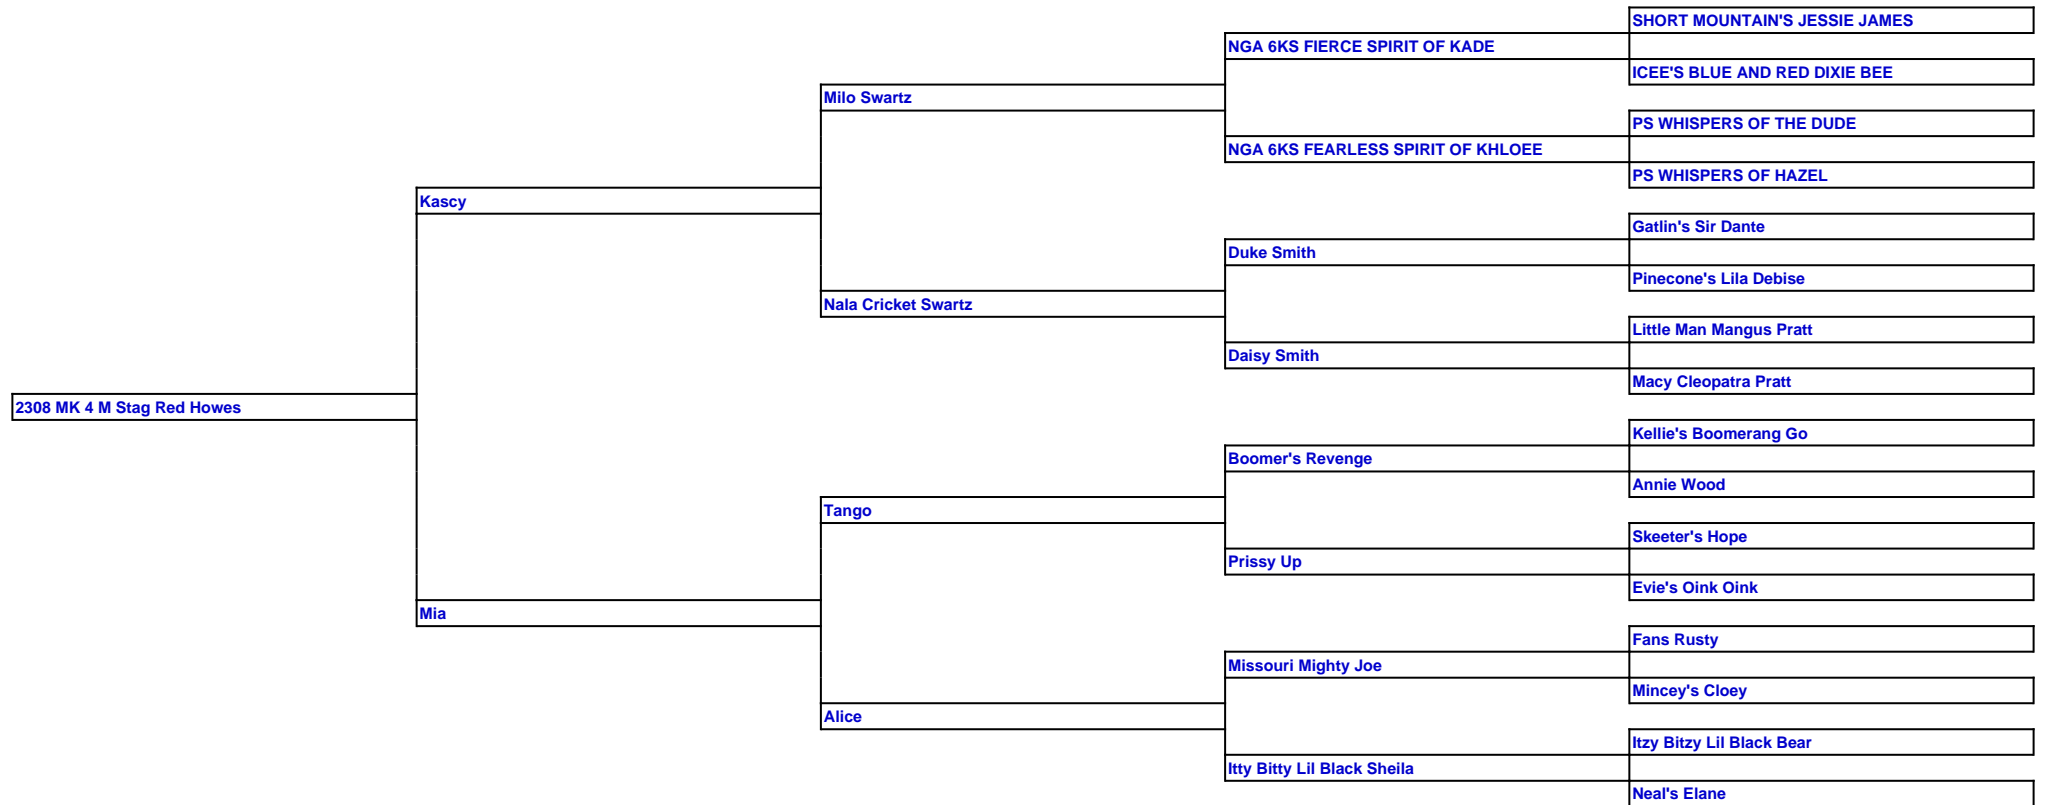 SHORT MOUNTAIN'S JESSIE JAMES
NGA 6KS FIERCE SPIRIT OF KADE
ICEE'S BLUE AND RED DIXIE BEE
Milo Swartz
PS WHISPERS OF THE DUDE
NGA 6KS FEARLESS SPIRIT OF KHLOEE
PS WHISPERS OF HAZEL
Kascy
Gatlin's Sir Dante
Duke Smith
Pinecone's Lila Debise
Nala Cricket Swartz
Little Man Mangus Pratt
Daisy Smith
Macy Cleopatra Pratt
2308 MK 4 M Stag Red Howes
Kellie's Boomerang Go
Boomer's Revenge
Annie Wood
Tango
Skeeter's Hope
Prissy Up
Evie's Oink Oink
Mia
Fans Rusty
Missouri Mighty Joe
Mincey's Cloey
Alice
Itzy Bitzy Lil Black Bear
Itty Bitty Lil Black Sheila
Neal's Elane